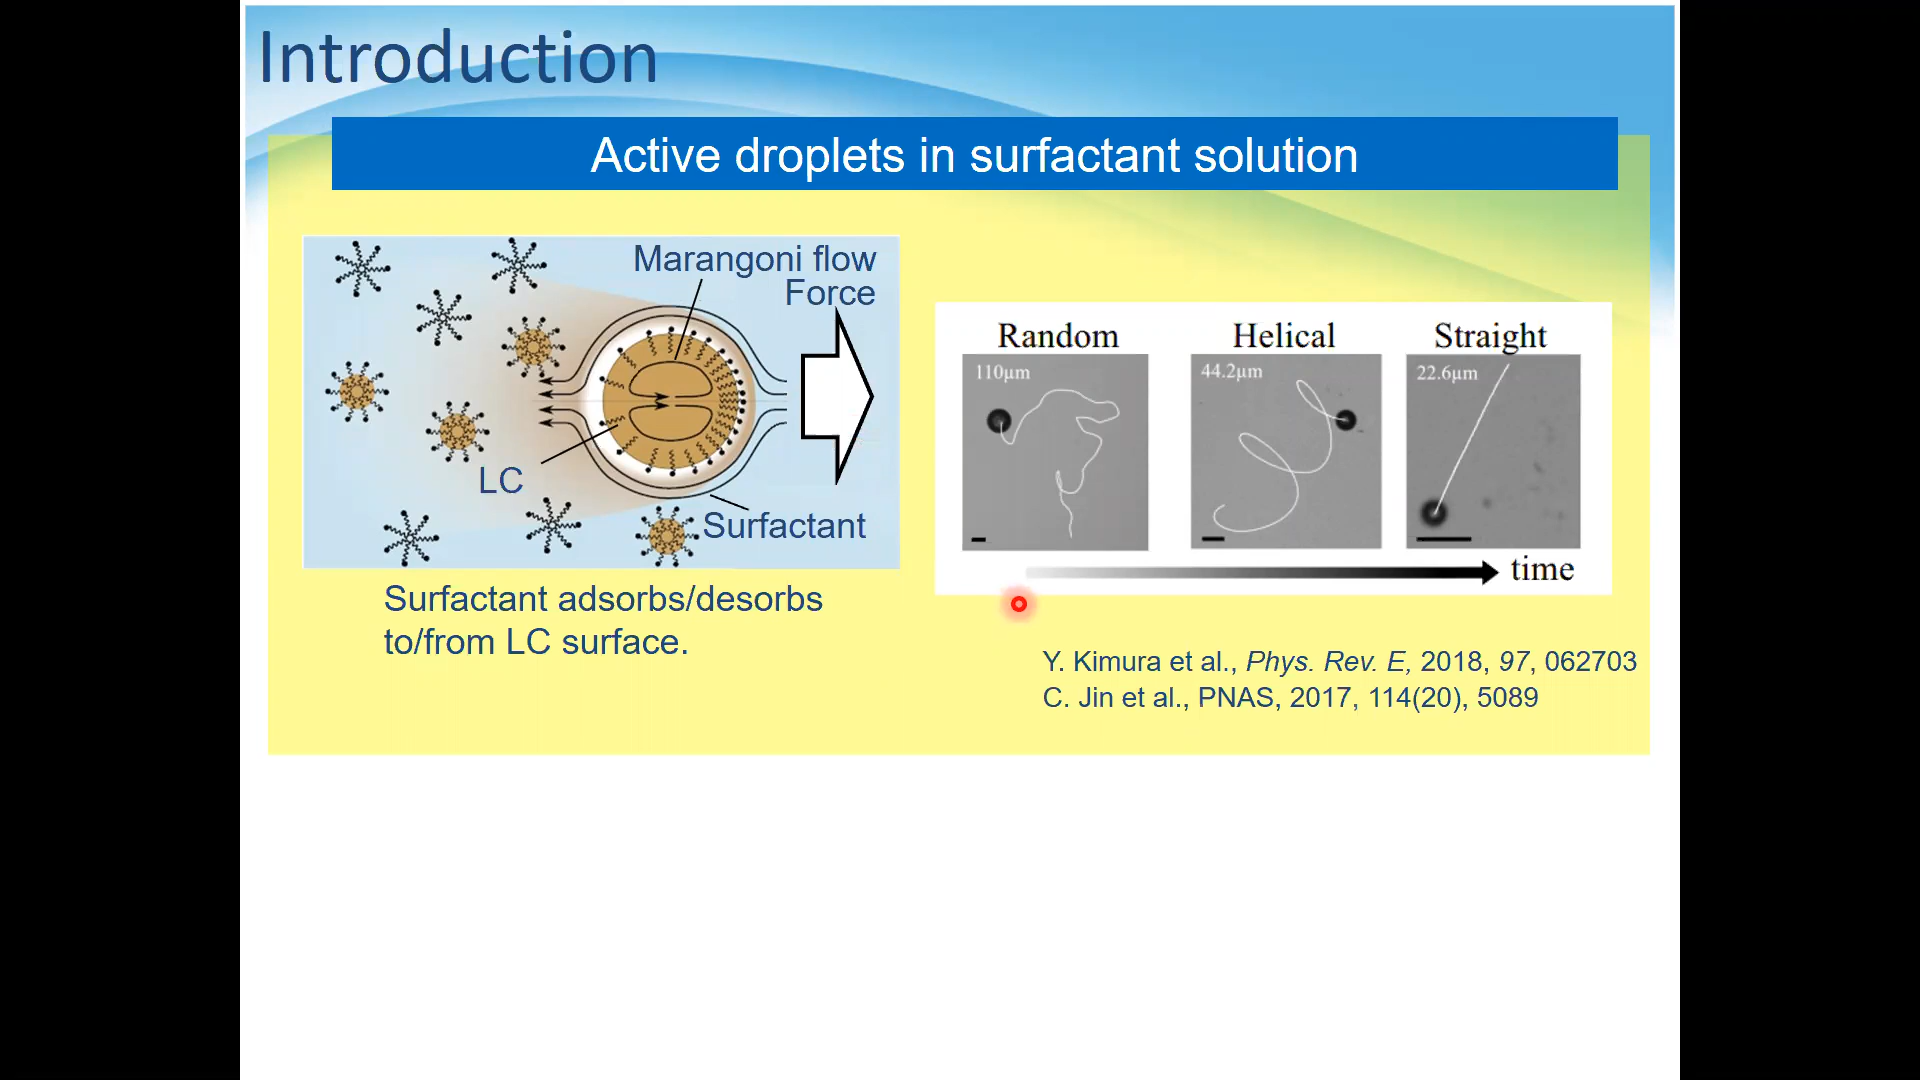 Introduction
Active droplets in surfactant solution
Marangoni flow
Force
LC
Surfactant
Surfactant adsorbs/desorbs
to/from LC surface.
Random
Helical
Straight
110μm
44.2μm
22.6μm
time
Y. Kimura et al., Phys. Rev. E, 2018, 97, 062703
C. Jin et al., PNAS, 2017, 114(20), 5089